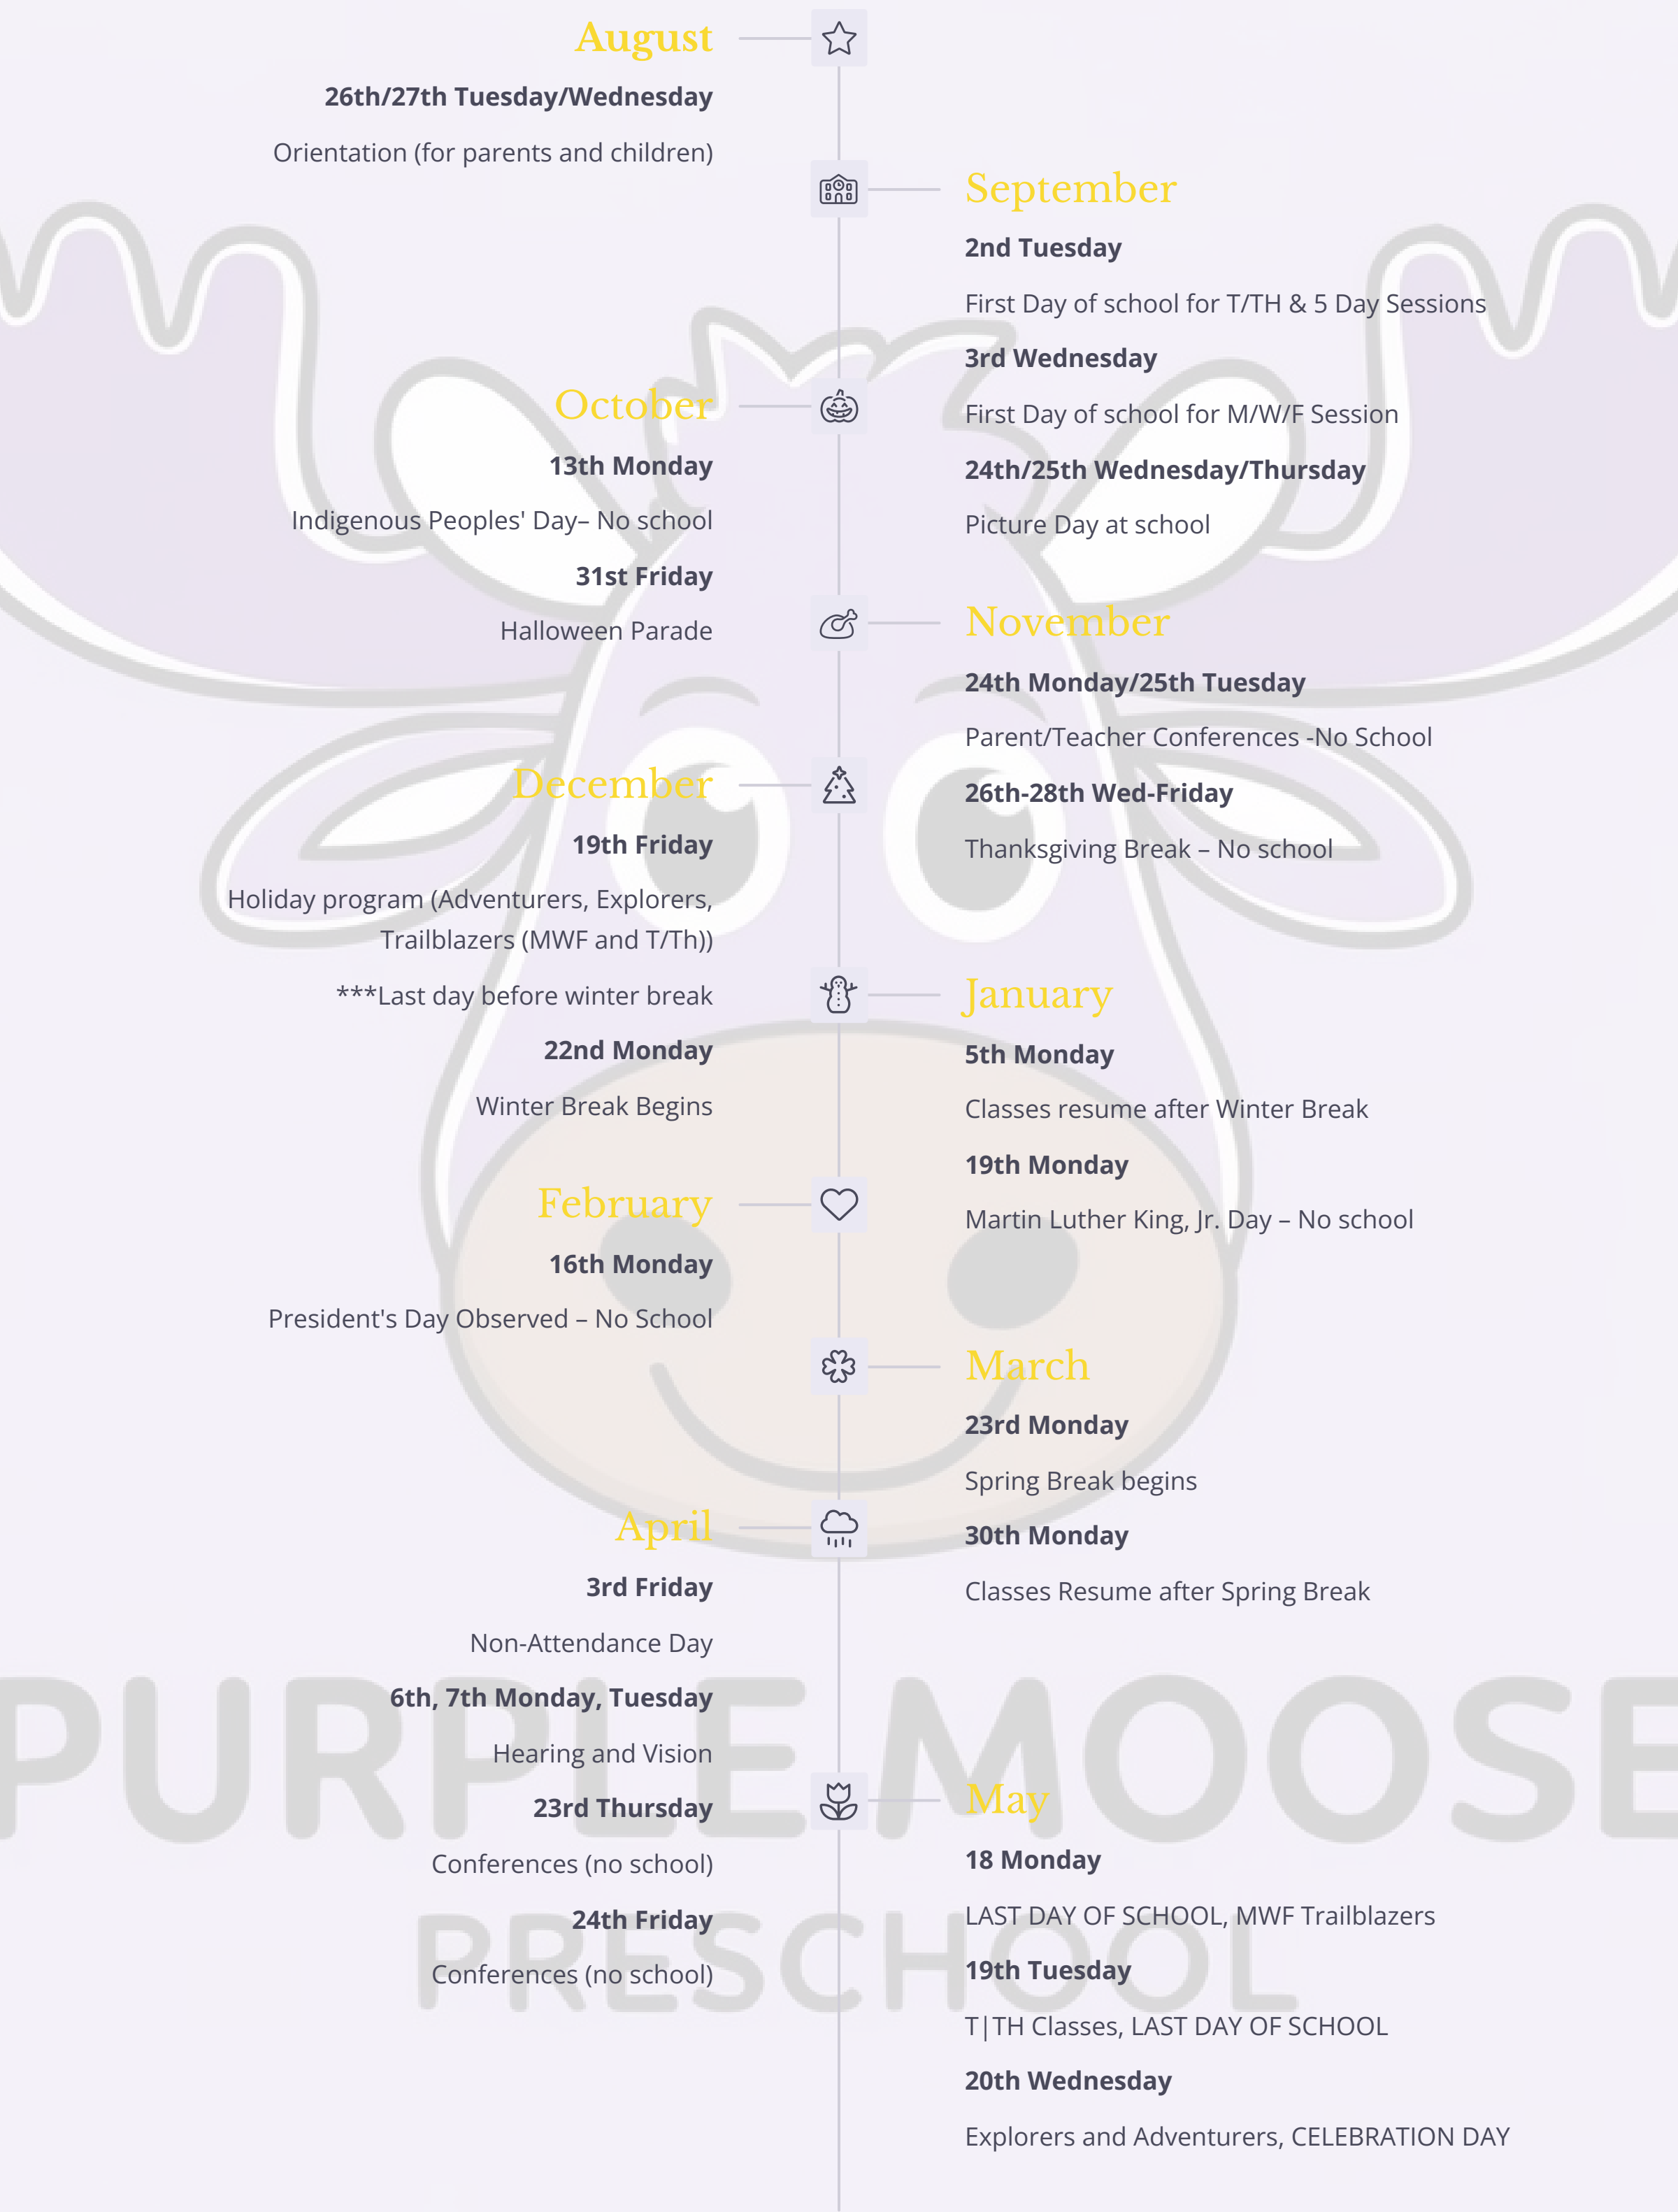 August
26th/27th Tuesday/Wednesday
Orientation (for parents and children)
September
2nd Tuesday
First Day of school for T/TH & 5 Day Sessions
3rd Wednesday
First Day of school for M/W/F Session
24th/25th Wednesday/Thursday
Picture Day at school
October
13th Monday
Indigenous Peoples' Day– No school
31st Friday
Halloween Parade
November
24th Monday/25th Tuesday
Parent/Teacher Conferences -No School
26th-28th Wed-Friday
Thanksgiving Break – No school
December
19th Friday
Holiday program (Adventurers, Explorers,
Trailblazers (MWF and T/Th))
***Last day before winter break
22nd Monday
Winter Break Begins
January
5th Monday
Classes resume after Winter Break
19th Monday
Martin Luther King, Jr. Day – No school
February
16th Monday
President's Day Observed – No School
March
23rd Monday
Spring Break begins
30th Monday
Classes Resume after Spring Break
April
3rd Friday
Non-Attendance Day
6th, 7th Monday, Tuesday
Hearing and Vision
23rd Thursday
Conferences (no school)
24th Friday
Conferences (no school)
May
18 Monday
LAST DAY OF SCHOOL, MWF Trailblazers
19th Tuesday
T|TH Classes, LAST DAY OF SCHOOL
20th Wednesday
Explorers and Adventurers, CELEBRATION DAY
PURPLE MOOSE
PRESCHOOL